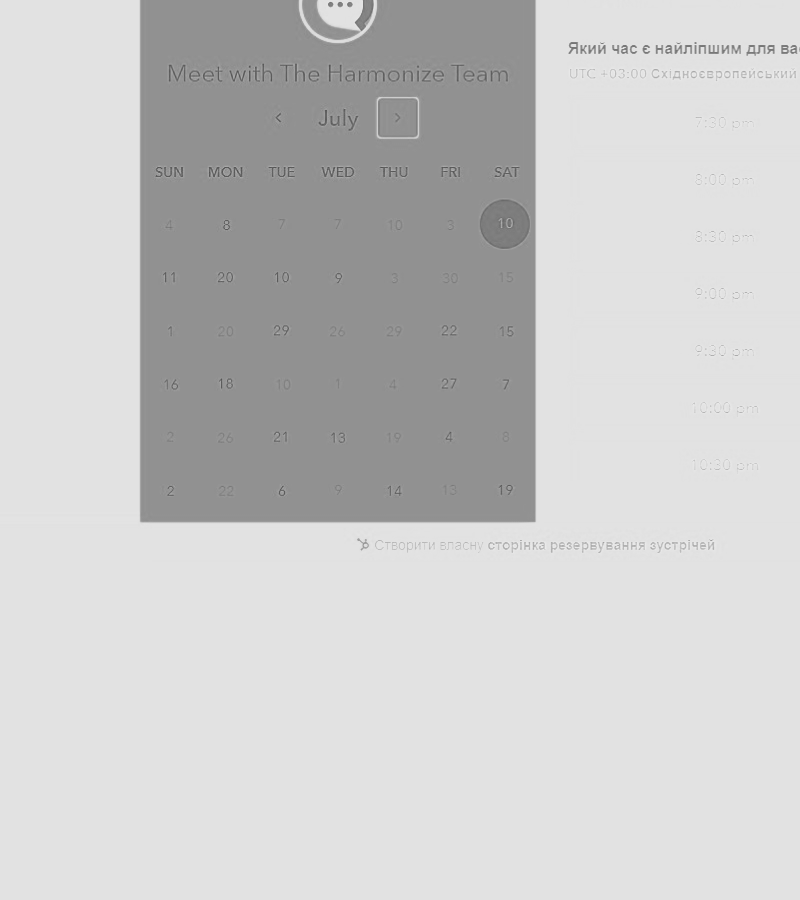 Meet with The Harmonize Team
July
SUN MON TUE WED THU FRI SAT
4 8 7 7 10 3 10
11 20 10 9 3 30 15
1 20 29 26 29 22 15
16 18 10 1 4 27 7
2 26 21 13 19 4 8
2 22 6 9 14 13 19
Який час є найліпшим для
UTC +03:00 Східноєвропейський
7:30 pm
8:00 pm
8:30 pm
9:00 pm
9:30 pm
10:00 pm
10:30 pm
Створити власну сторінка резервування зустрічей